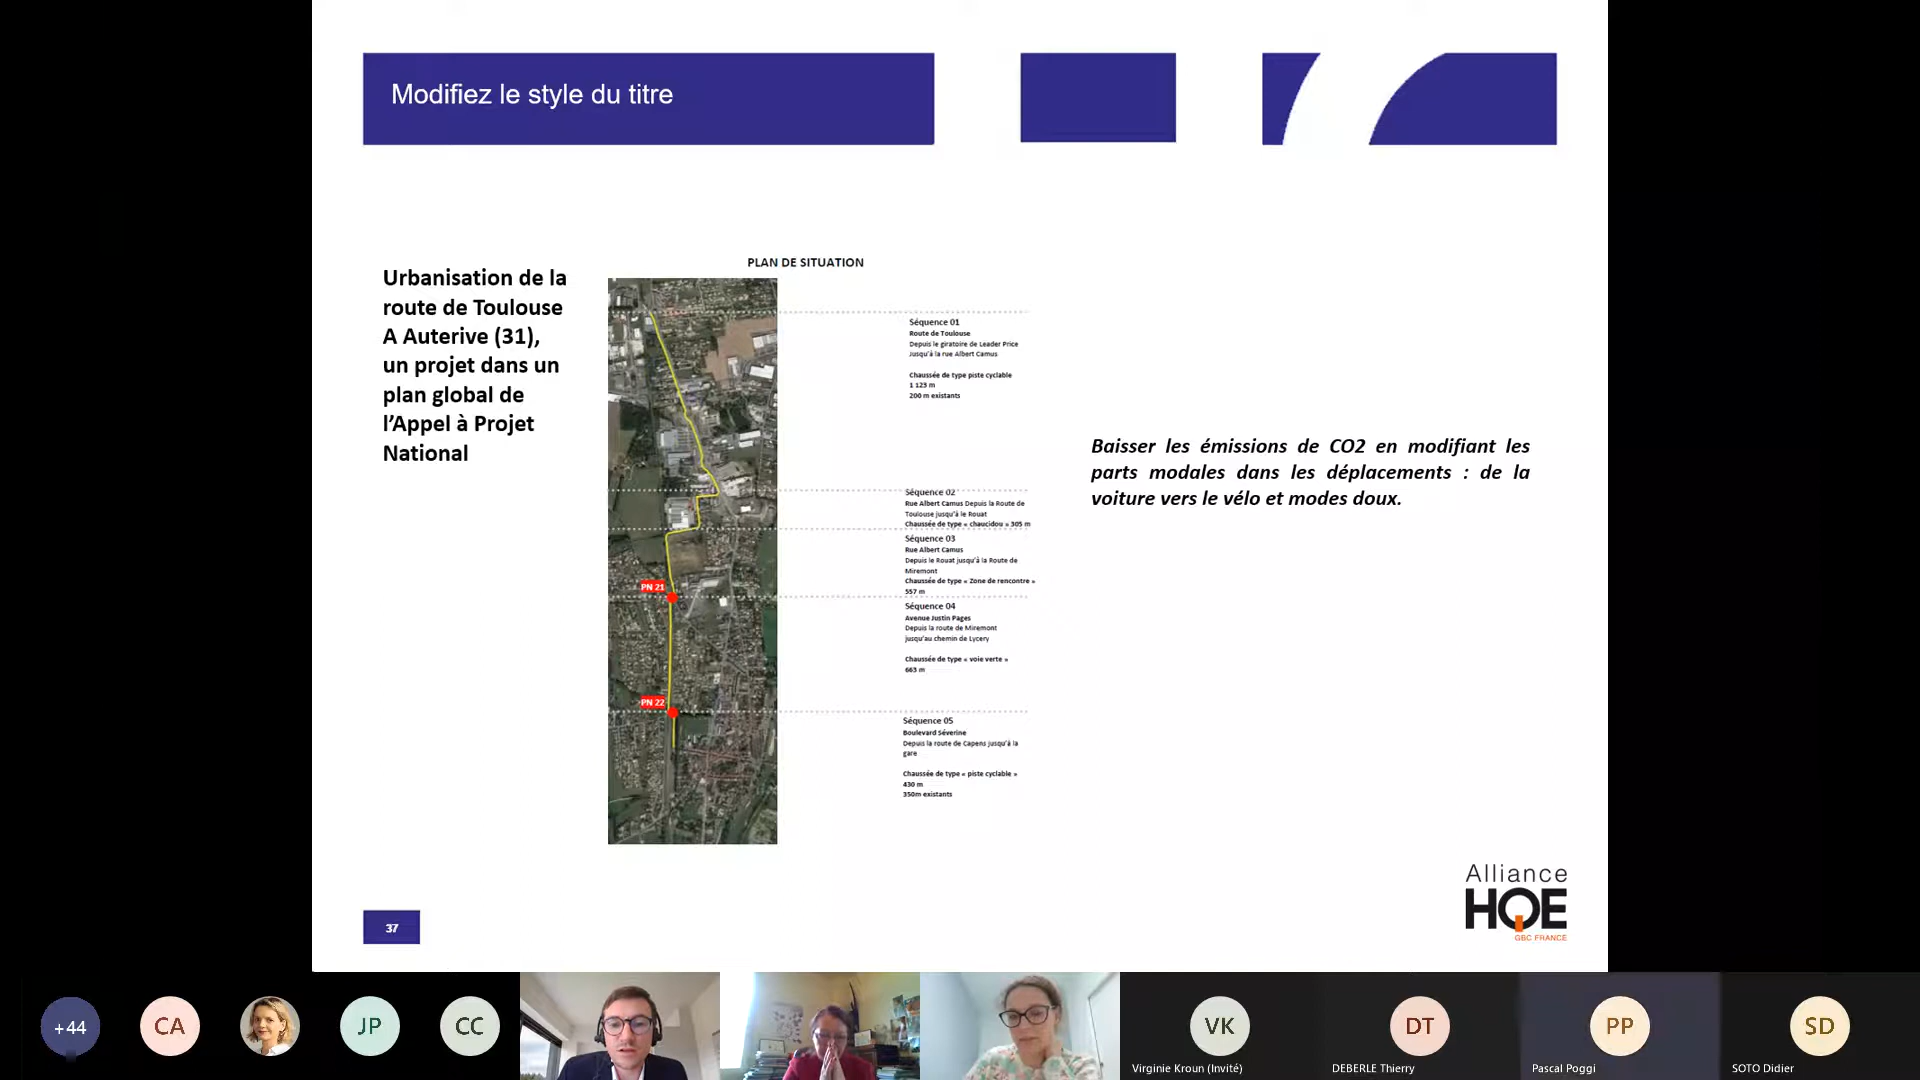 Modifiez le style du titre
Urbanisation de la
route de Toulouse
A Auterive (31),
un projet dans un
plan global de
l'Appel à Projet
National
PLAN DE SITUATION
PN 21
PN 22
Séquence 01
Route de Toulouse
Depuis le giratoire de Leader Price
Jusqu'à la rue Albert Camus
Chaussée de type piste cyclable
1 123 m
200 m existants
Séquence 02
Rue Albert Camus Depuis la Route de
Toulouse jusqu'à le Rouat
Chaussée de type « chaucidou » 305 m
Séquence 03
Rue Albert Camus
Depuis le Rouat jusqu'à la Route de
Miremont
Chaussée de type « Zone de rencontre »
557 m
Séquence 04
Avenue Justin Pages
Depuis la route de Miremont
jusqu'au chemin de Lycery
Chaussée de type « voie verte »
663 m
Séquence 05
Boulevard Séverine
Depuis la route de Capens jusqu'à la
gare
Chaussée de type « piste cyclable »
430 m
350m existants
Baisser les émissions de CO2 en modifiant les
parts modales dans les déplacements : de la
voiture vers le vélo et modes doux.
37
Alliance
HQE
GBC FRANCE
+44
CA
JP
CC
VK
DT
PP
SD
Virginie Kroun (Invité)
DEBERLE Thierry
Pascal Poggi
SOTO Didier